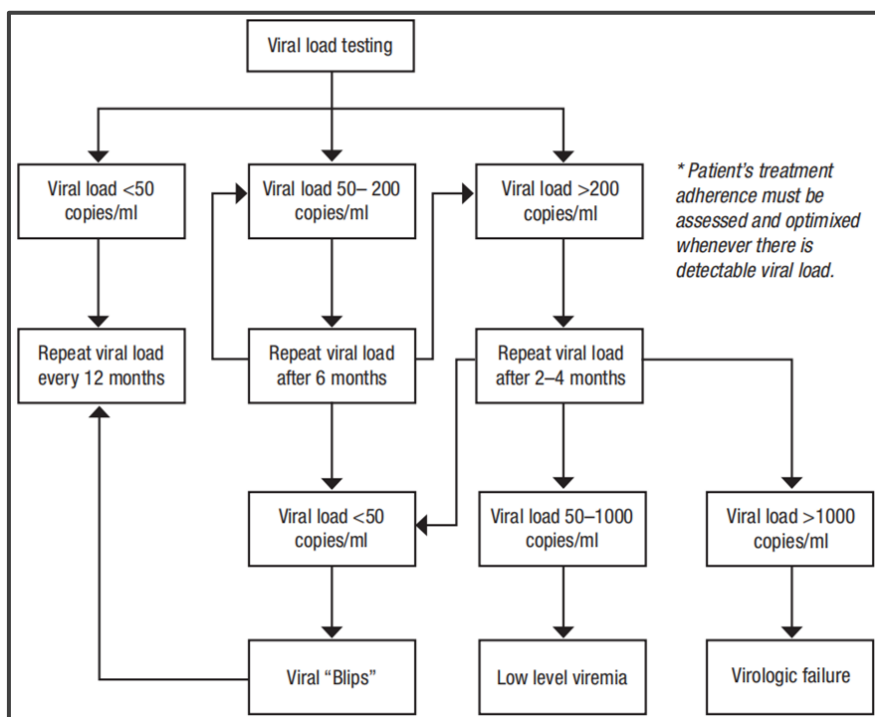 Viral load testing
Viral load <50
copies/ml
Viral load 50– 200
copies/ml
Viral load >200
copies/ml
* Patient's treatment
adherence must be
assessed and optimixed
whenever there is
detectable viral load.
Repeat viral load
every 12 months
Repeat viral load
after 6 months
Repeat viral load
after 2–4 months
Viral load <50
copies/ml
Viral load 50–1000
copies/ml
Viral load >1000
copies/ml
Viral “Blips”
Low level viremia
Virologic failure